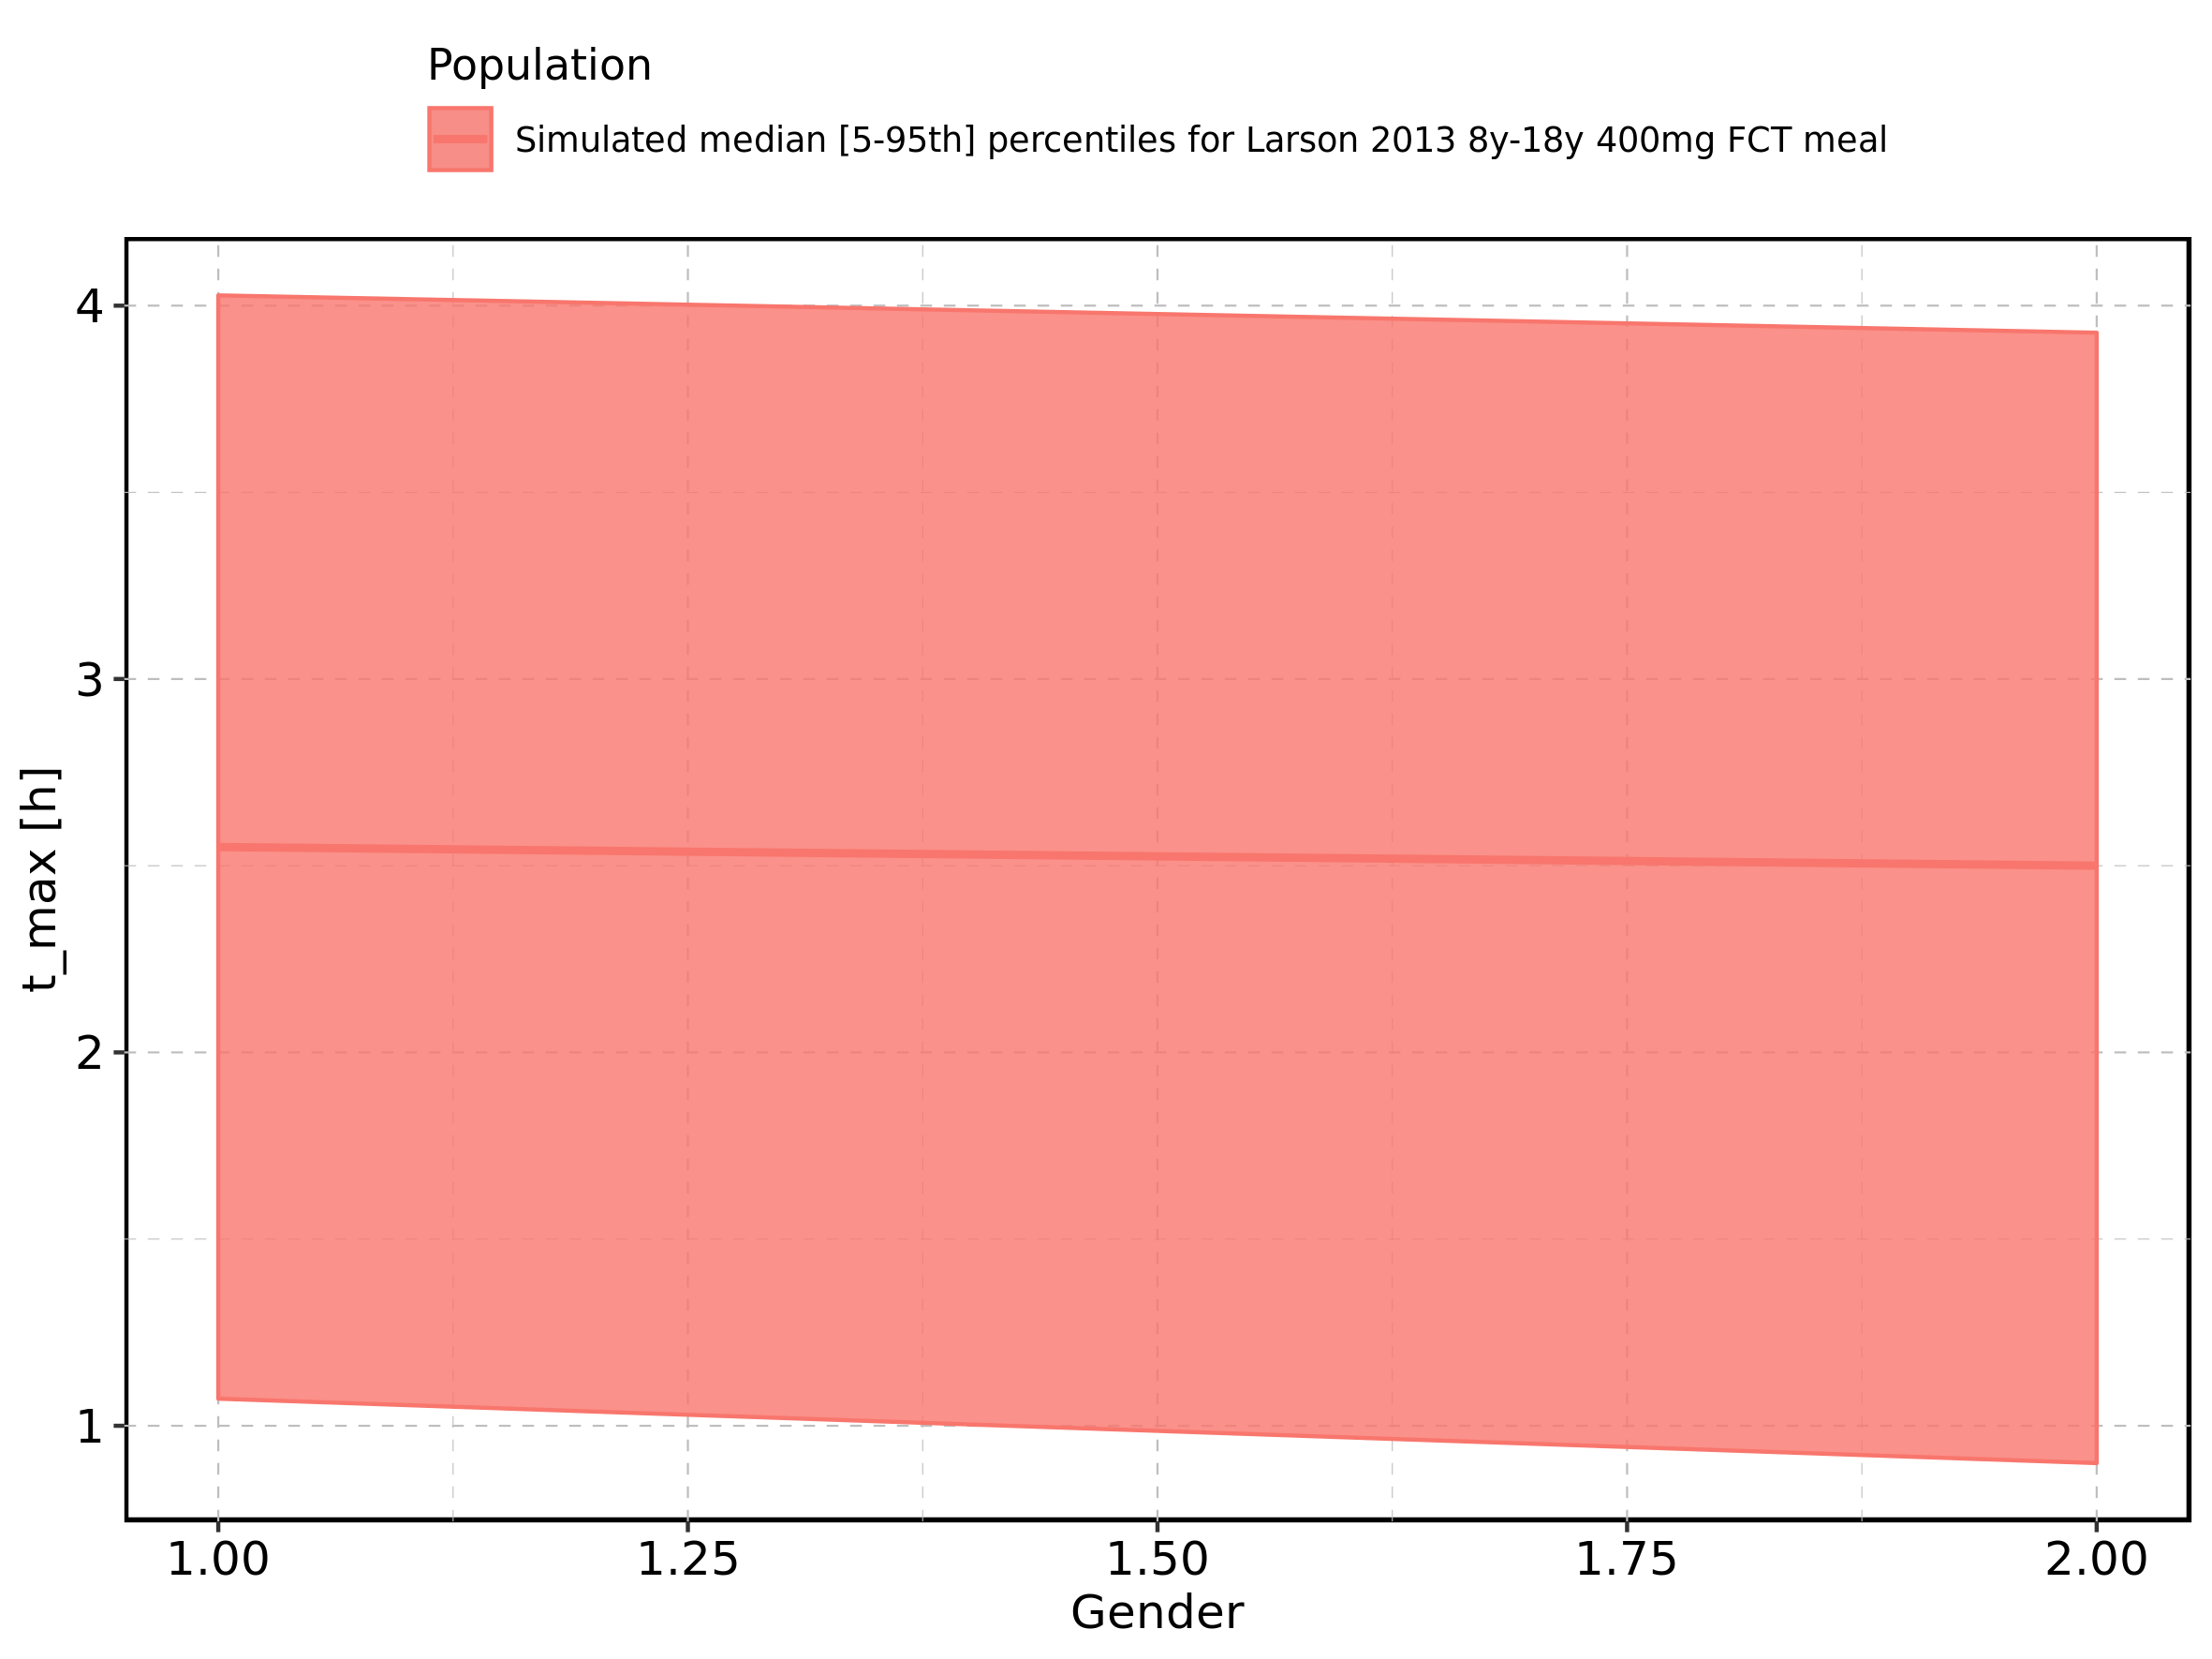 Population
Simulated median [5-95th] percentiles for Larson 2013 8y-18y 400mg FCT meal
4
3
2
1
t_max [h]
1.00 1.25 1.50 1.75 2.00
Gender